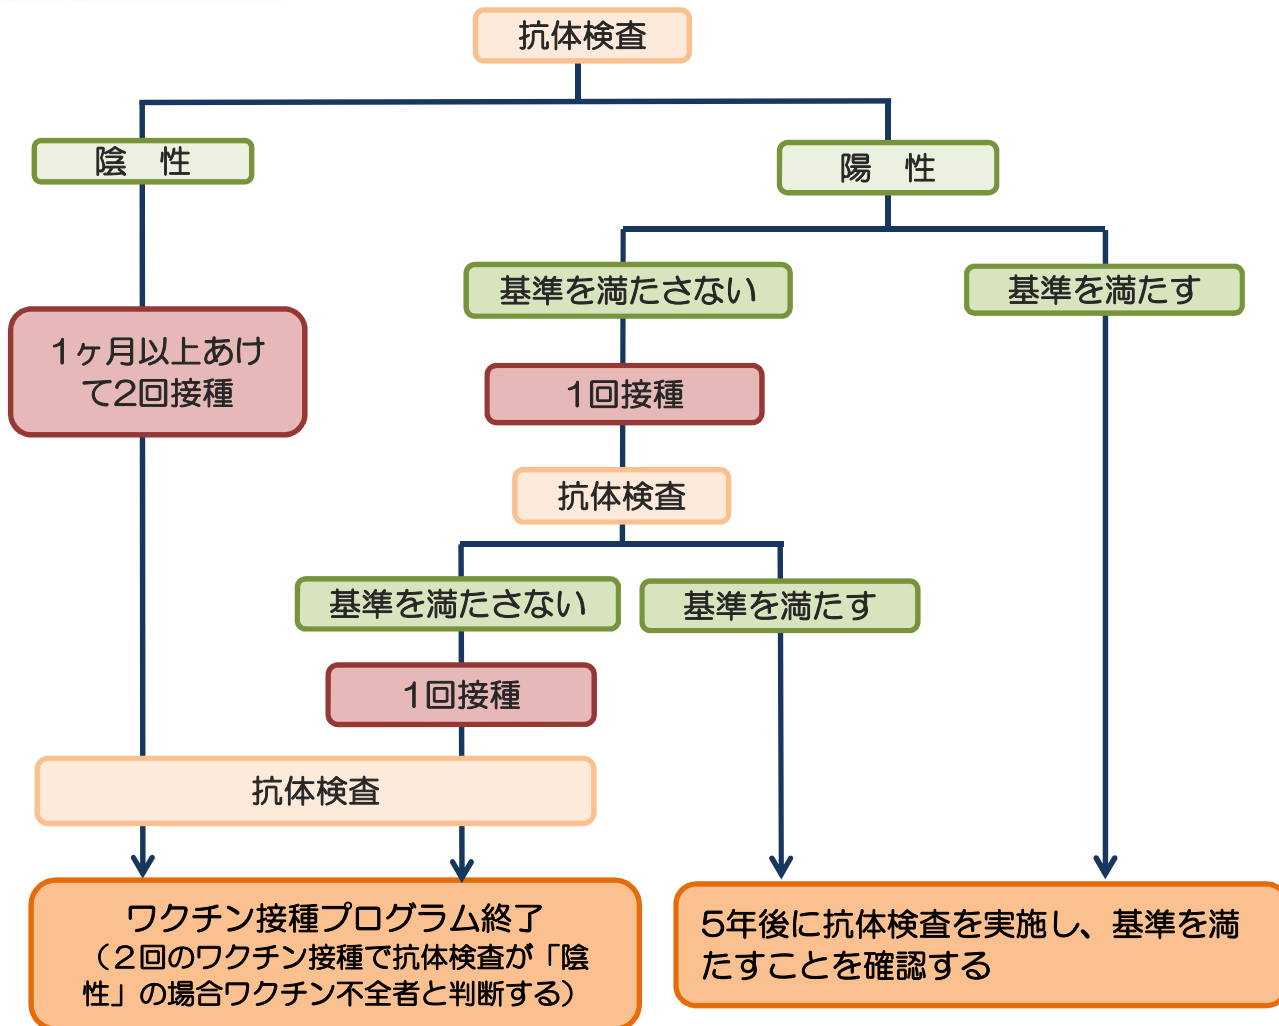 抗体検査
陰　性
陽　性
基準を満たさない
基準を満たす
1ヶ月以上あけ
て2回接種
1回接種
抗体検査
基準を満たさない
基準を満たす
1回接種
抗体検査
ワクチン接種プログラム終了
（２回のワクチン接種で抗体検査が「陰
性」の場合ワクチン不全者と判断する）
5年後に抗体検査を実施し、基準を満
たすことを確認する